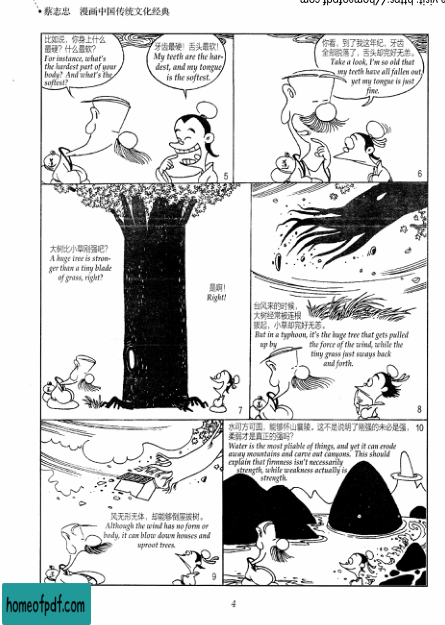 蔡志忠 漫画中国传统文化经典
比如说，你身上什么
最硬？什么最软？
For instance, what's
the hardest part of your
body? And what's the
softest?
牙齿最硬！舌头最软！
My teeth are the har-
dest, and my tongue
is the softest.
5
你看，到了我这年纪，牙齿
全部脱落了，舌头却完好无恙。
Take a look, I'm so old that
my teeth have all fallen out
yet my tongue is just
fine.
6
大树比小草刚强吧？
A huge tree is stron-
ger than a tiny blade
of grass, right?
是啊！
Right!
7
台风来的时候，
大树经常被连根
拔起，小草却完好无恙。
But in a typhoon, it's the huge tree that gets pulled
up by the force of the wind, while the
tiny grass just sways back
and forth.
8
风无形无体，却能够倒屋拔树。
Although the wind has no form or
body, it can blow down houses and
uproot trees.
9
水可方可圆，能够怀山襄陵，这不是说明了刚强的未必是强，
柔弱才是真正的强吗？
Water is the most pliable of things, and yet it can erode
away mountains and carve out canyons. This should
explain that firmness isn't necessarily
strength, while weakness actually is
strength.
10
4
homeofpdf.com